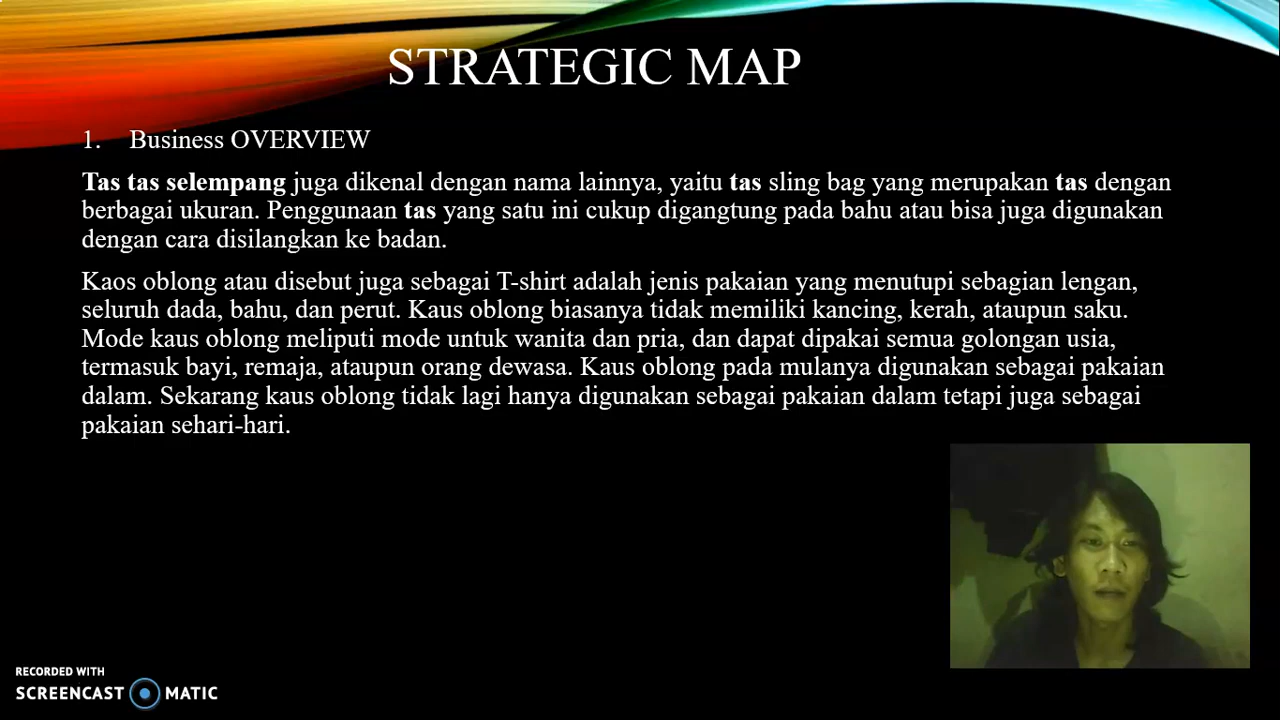 STRATEGIC MAP
1. Business OVERVIEW
Tas tas selempang juga dikenal dengan nama lainnya, yaitu tas sling bag yang merupakan tas dengan
berbagai ukuran. Penggunaan tas yang satu ini cukup digangtung pada bahu atau bisa juga digunakan
dengan cara disilangkan ke badan.
Kaos oblong atau disebut juga sebagai T-shirt adalah jenis pakaian yang menutupi sebagian lengan,
seluruh dada, bahu, dan perut. Kaus oblong biasanya tidak memiliki kancing, kerah, ataupun saku.
Mode kaus oblong meliputi mode untuk wanita dan pria, dan dapat dipakai semua golongan usia,
termasuk bayi, remaja, ataupun orang dewasa. Kaus oblong pada mulanya digunakan sebagai pakaian
dalam. Sekarang kaus oblong tidak lagi hanya digunakan sebagai pakaian dalam tetapi juga sebagai
pakaian sehari-hari.
RECORDED WITH
SCREENCAST MATIC